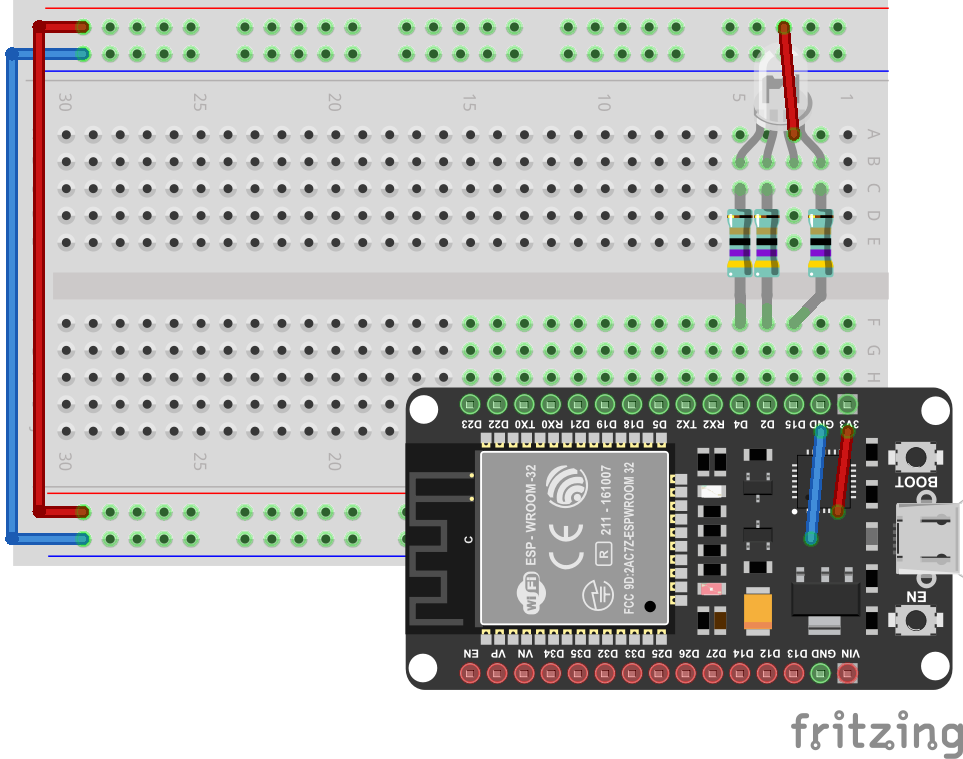 30 25 20 15 10 5 1
A
B
C
D
E
F
G
H
30 25 20
D23 D22 TX0 RX0 D21 D19 D18 D5 TX2 RX2 D4 D2 D15 GND 3V3
BOOT
ESP - WROOM-32
CE
R
211 - 161007
FCC 9D:2AC7Z-ESPWROOM32
WiFi
C
EN
EN VP VN D34 D35 D32 D33 D25 D26 D27 D14 D12 D13 GND VIN
fritzing